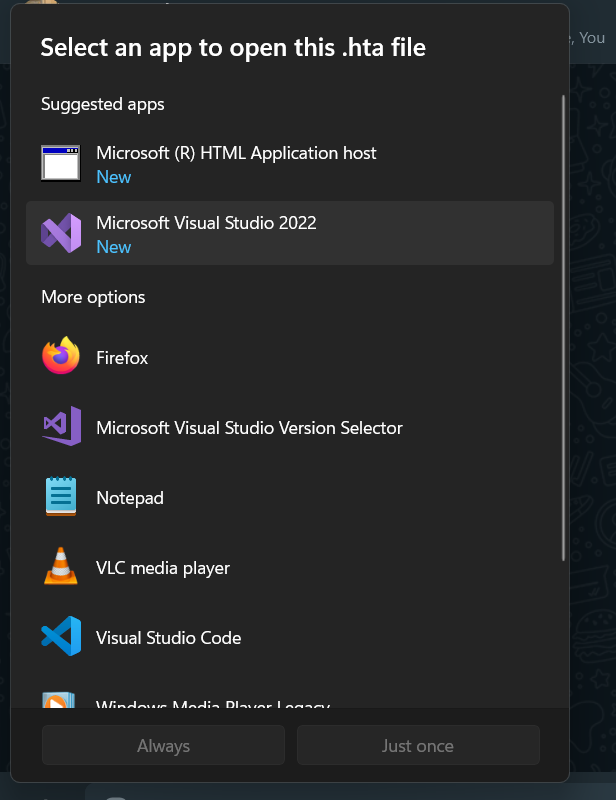 Select an app to open this .hta file
, You
Suggested apps
Microsoft (R) HTML Application host
New
Microsoft Visual Studio 2022
New
More options
Firefox
Microsoft Visual Studio Version Selector
Notepad
VLC media player
Visual Studio Code
Windows Media Player Legacy
Always
Just once